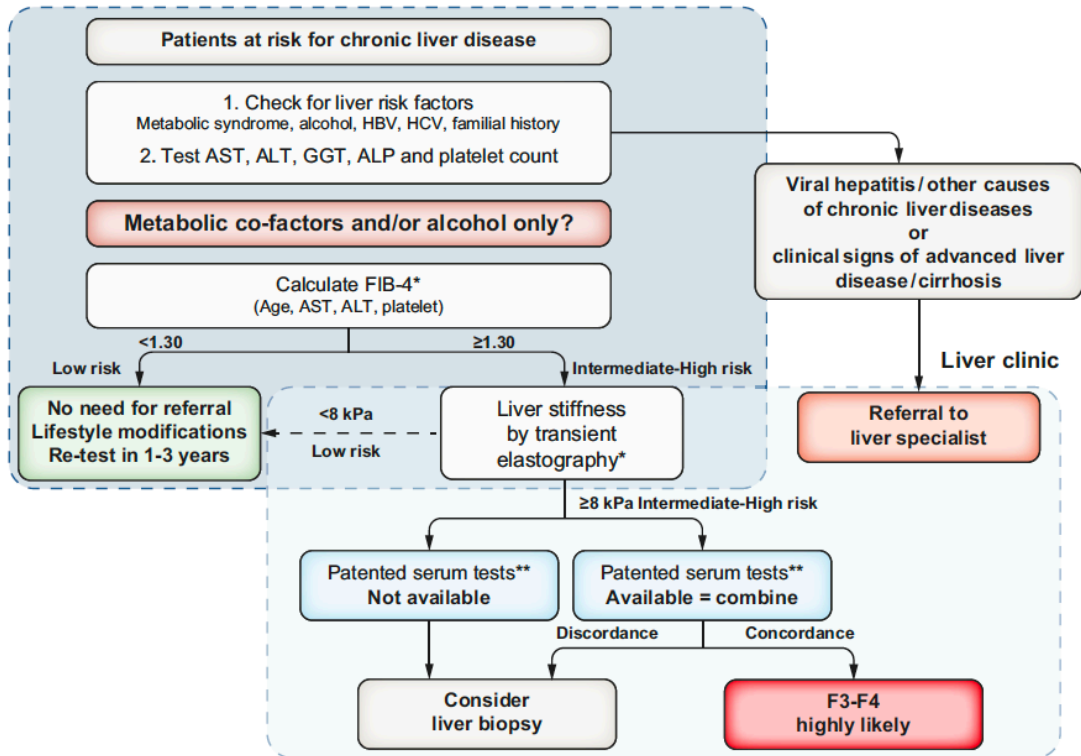 Patients at risk for chronic liver disease
1. Check for liver risk factors
Metabolic syndrome, alcohol, HBV, HCV, familial history
2. Test AST, ALT, GGT, ALP and platelet count
Viral hepatitis/other causes
of chronic liver diseases
or
clinical signs of advanced liver
disease/cirrhosis
Metabolic co-factors and/or alcohol only?
Calculate FIB-4*
(Age, AST, ALT, platelet)
<1.30
≥1.30
Low risk
Intermediate-High risk
Liver clinic
No need for referral
Lifestyle modifications
Re-test in 1-3 years
<8 kPa
Low risk
Liver stiffness
by transient
elastography*
Referral to
liver specialist
≥8 kPa Intermediate-High risk
Patented serum tests**
Not available
Patented serum tests**
Available = combine
Discordance
Concordance
Consider
liver biopsy
F3-F4
highly likely